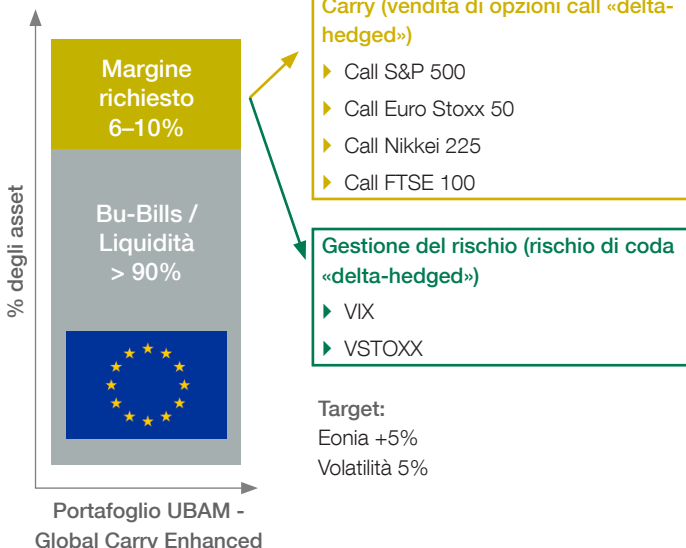 Carry (vendita di opzioni call «delta-
hedged»)
Call S&P 500
Call Euro Stoxx 50
Call Nikkei 225
Call FTSE 100
Margine
richiesto
6–10%
Bu-Bills /
Liquidità
> 90%
% degli asset
Gestione del rischio (rischio di coda
«delta-hedged»)
VIX
VSTOXX
Target:
Eonia +5%
Volatilità 5%
Portafoglio UBAM -
Global Carry Enhanced